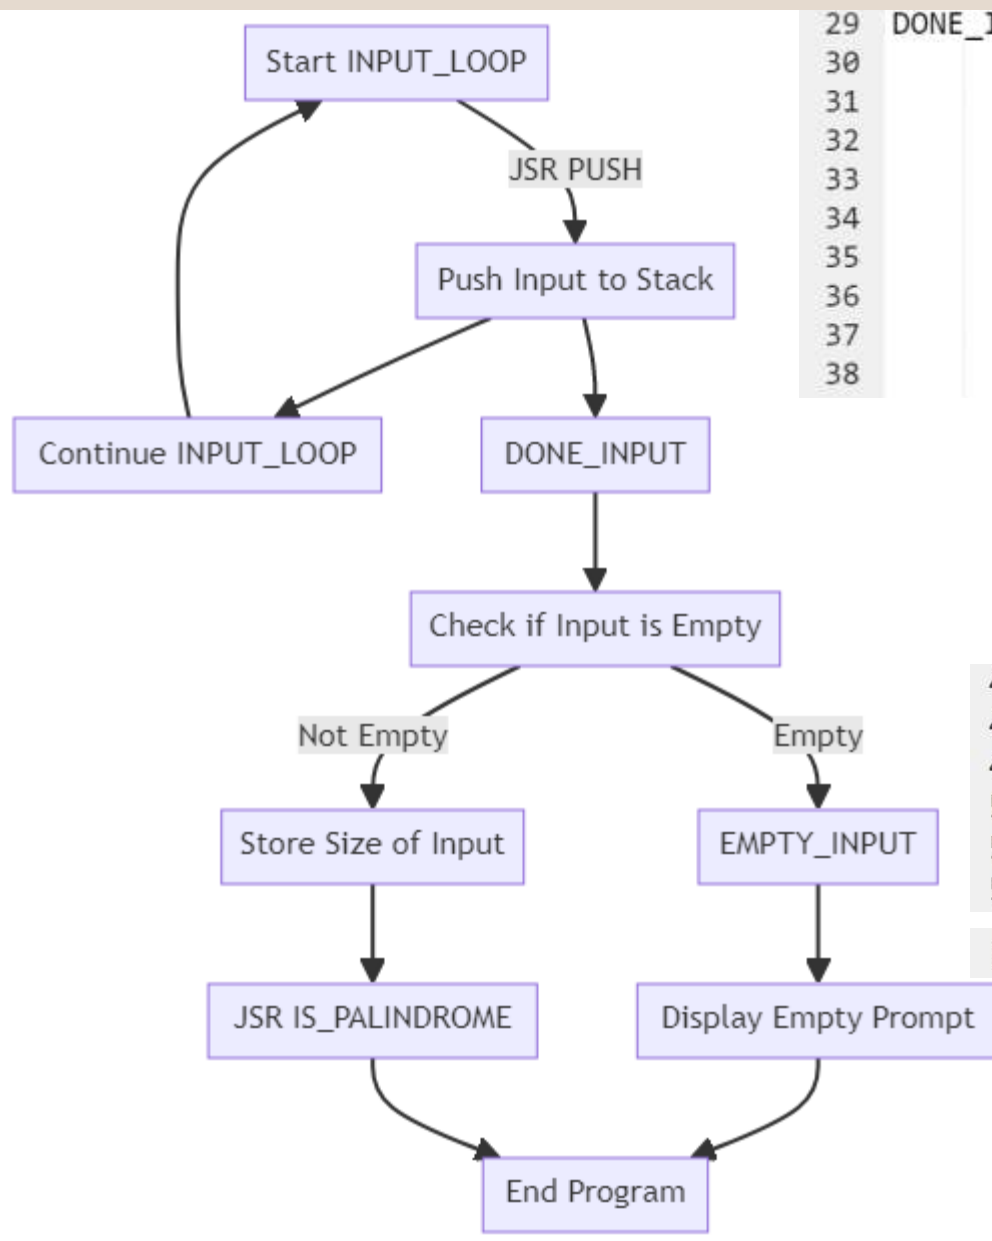 Start INPUT_LOOP
JSR PUSH
Push Input to Stack
Continue INPUT_LOOP
DONE_INPUT
Check if Input is Empty
Not Empty
Empty
Store Size of Input
EMPTY_INPUT
JSR IS_PALINDROME
Display Empty Prompt
End Program
29
30
31
32
33
34
35
36
37
38